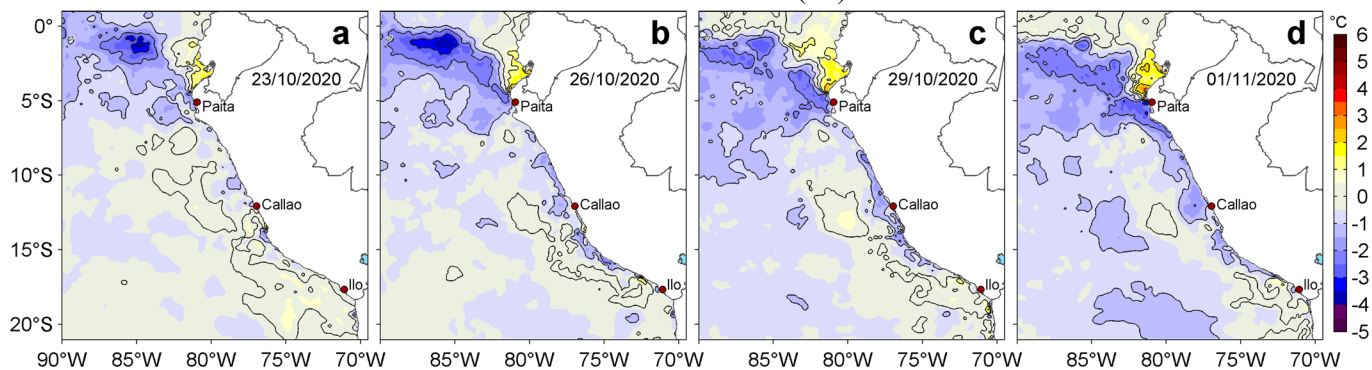 a
b
c
d
°C
23/10/2020
26/10/2020
29/10/2020
01/11/2020
Paita
Paita
Paita
Paita
Callao
Callao
Callao
Callao
Ilo
Ilo
Ilo
Ilo
0°
5°S
10°S
15°S
20°S
90°W 85°W 80°W 75°W 70°W
85°W 80°W 75°W 70°W
85°W 80°W 75°W 70°W
85°W 80°W 75°W 70°W
6
5
4
3
2
1
0
-1
-2
-3
-4
-5